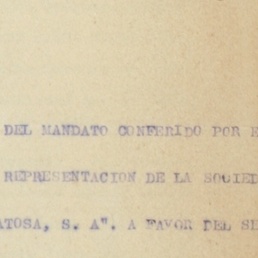 DEL MANDATO CONFERIDO POR E
REPRESENTACION DE LA SOCIED
ATOSA, S. A". A FAVOR DEL SE